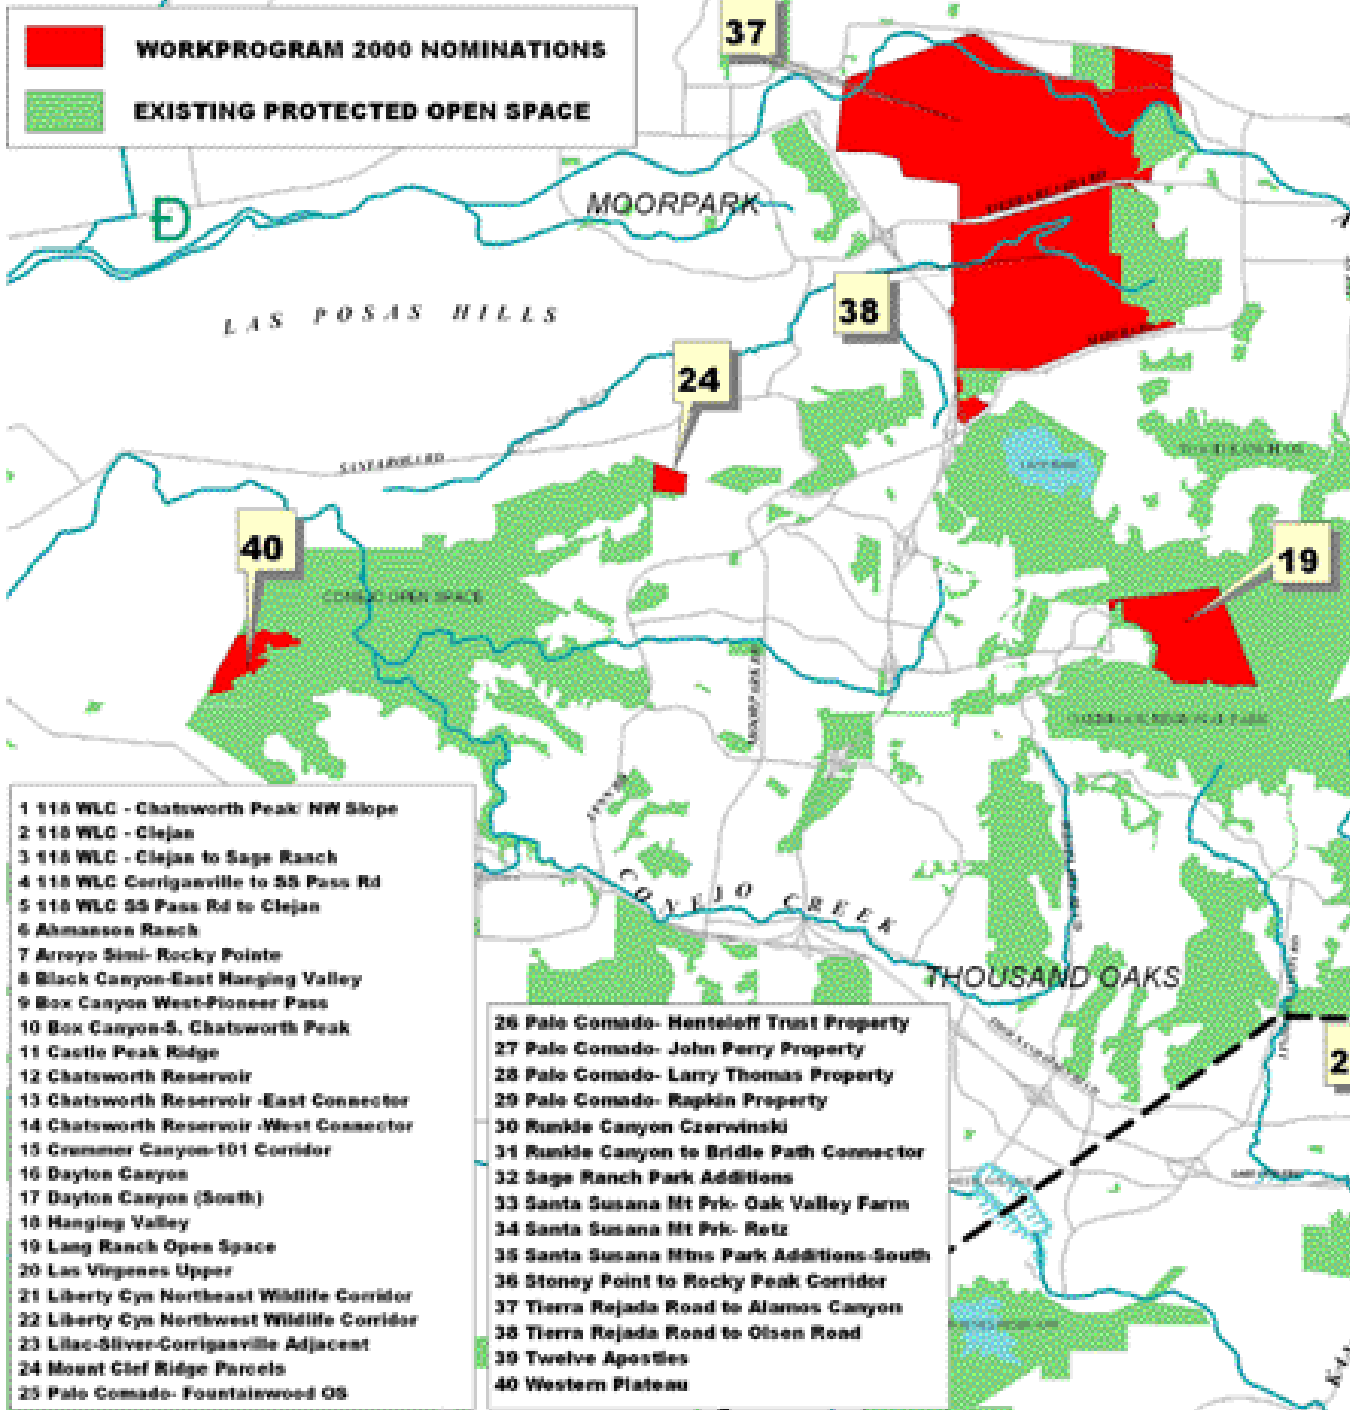 WORKPROGRAM 2000 NOMINATIONS
EXISTING PROTECTED OPEN SPACE
37
MOORPARK
Đ
LAS POSAS HILLS
38
24
SANTA ROSA RD
19
40
CONEJO OPEN SPACE
MOORPARK RD
LYNN RD
CONEJO CREEK
THOUSAND OAKS
2
1 118 WLC - Chatsworth Peak/ NW Slope
2 118 WLC - Clejan
3 118 WLC - Clejan to Sage Ranch
4 118 WLC Corriganville to SS Pass Rd
5 118 WLC SS Pass Rd to Clejan
6 Ahmanson Ranch
7 Arroyo Simi- Rocky Pointe
8 Black Canyon-East Hanging Valley
9 Box Canyon West-Pioneer Pass
10 Box Canyon-S. Chatsworth Peak
11 Castle Peak Ridge
12 Chatsworth Reservoir
13 Chatsworth Reservoir -East Connector
14 Chatsworth Reservoir -West Connector
15 Crummer Canyon-101 Corridor
16 Dayton Canyon
17 Dayton Canyon (South)
18 Hanging Valley
19 Lang Ranch Open Space
20 Las Virgenes Upper
21 Liberty Cyn Northeast Wildlife Corridor
22 Liberty Cyn Northwest Wildlife Corridor
23 Lilac-Sliver-Corriganville Adjacent
24 Mount Clef Ridge Parcels
25 Palo Comado- Fountainwood OS
26 Palo Comado- Henteloff Trust Property
27 Palo Comado- John Perry Property
28 Palo Comado- Larry Thomas Property
29 Palo Comado- Rapkin Property
30 Runkle Canyon Czerwinski
31 Runkle Canyon to Bridle Path Connector
32 Sage Ranch Park Additions
33 Santa Susana Mt Prk- Oak Valley Farm
34 Santa Susana Mt Prk- Retz
35 Santa Susana Mtns Park Additions-South
36 Stoney Point to Rocky Peak Corridor
37 Tierra Rejada Road to Alamos Canyon
38 Tierra Rejada Road to Olsen Road
39 Twelve Apostles
40 Western Plateau